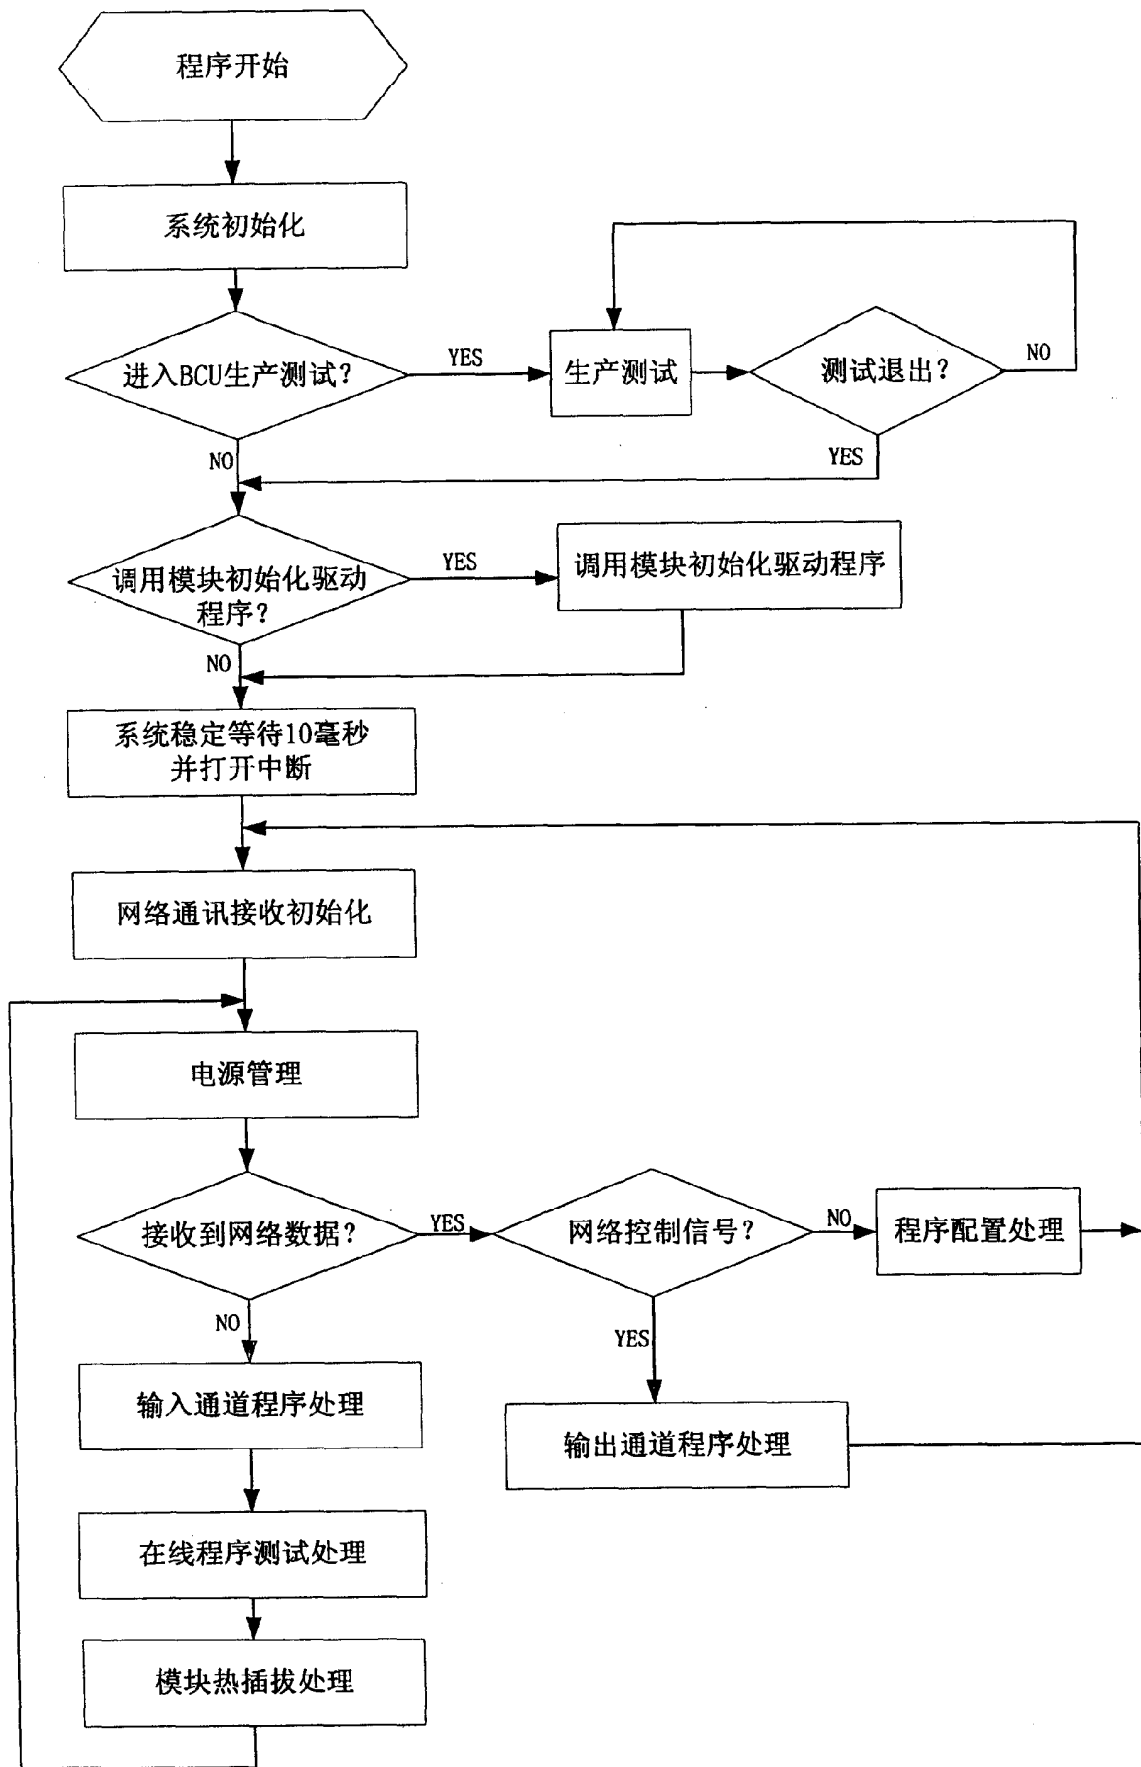 程序开始
系统初始化
进入BCU生产测试?
YES
生产测试
测试退出?
NO
NO
YES
调用模块初始化驱动
程序?
YES
调用模块初始化驱动程序
NO
系统稳定等待10毫秒
并打开中断
网络通讯接收初始化
电源管理
接收到网络数据?
YES
网络控制信号?
NO
程序配置处理
NO
YES
输入通道程序处理
输出通道程序处理
在线程序测试处理
模块热插拔处理